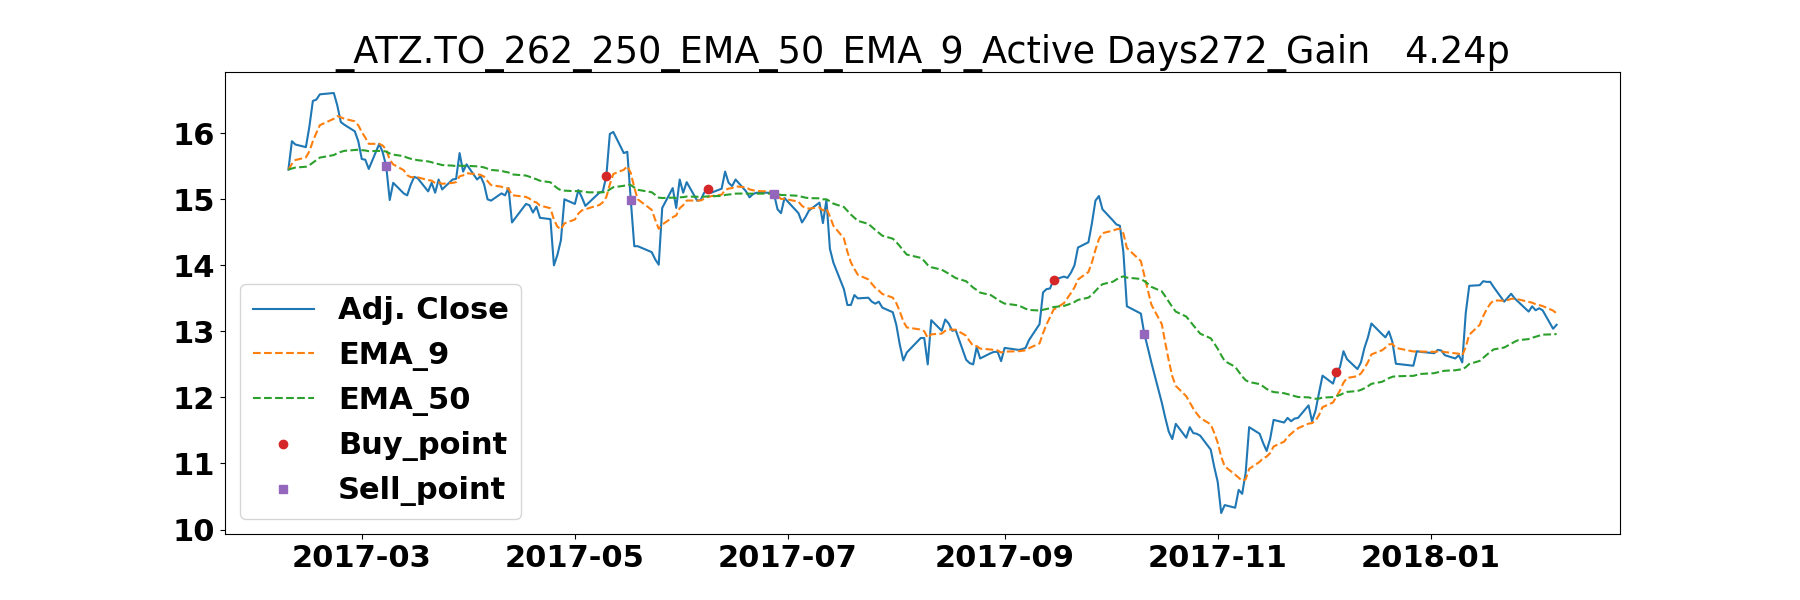 _ATZ.TO_262_250_EMA_50_EMA_9_Active Days272_Gain   4.24p
16
15
14
13
12
11
10
Adj. Close
EMA_9
EMA_50
Buy_point
Sell_point
2017-03 2017-05 2017-07 2017-09 2017-11 2018-01